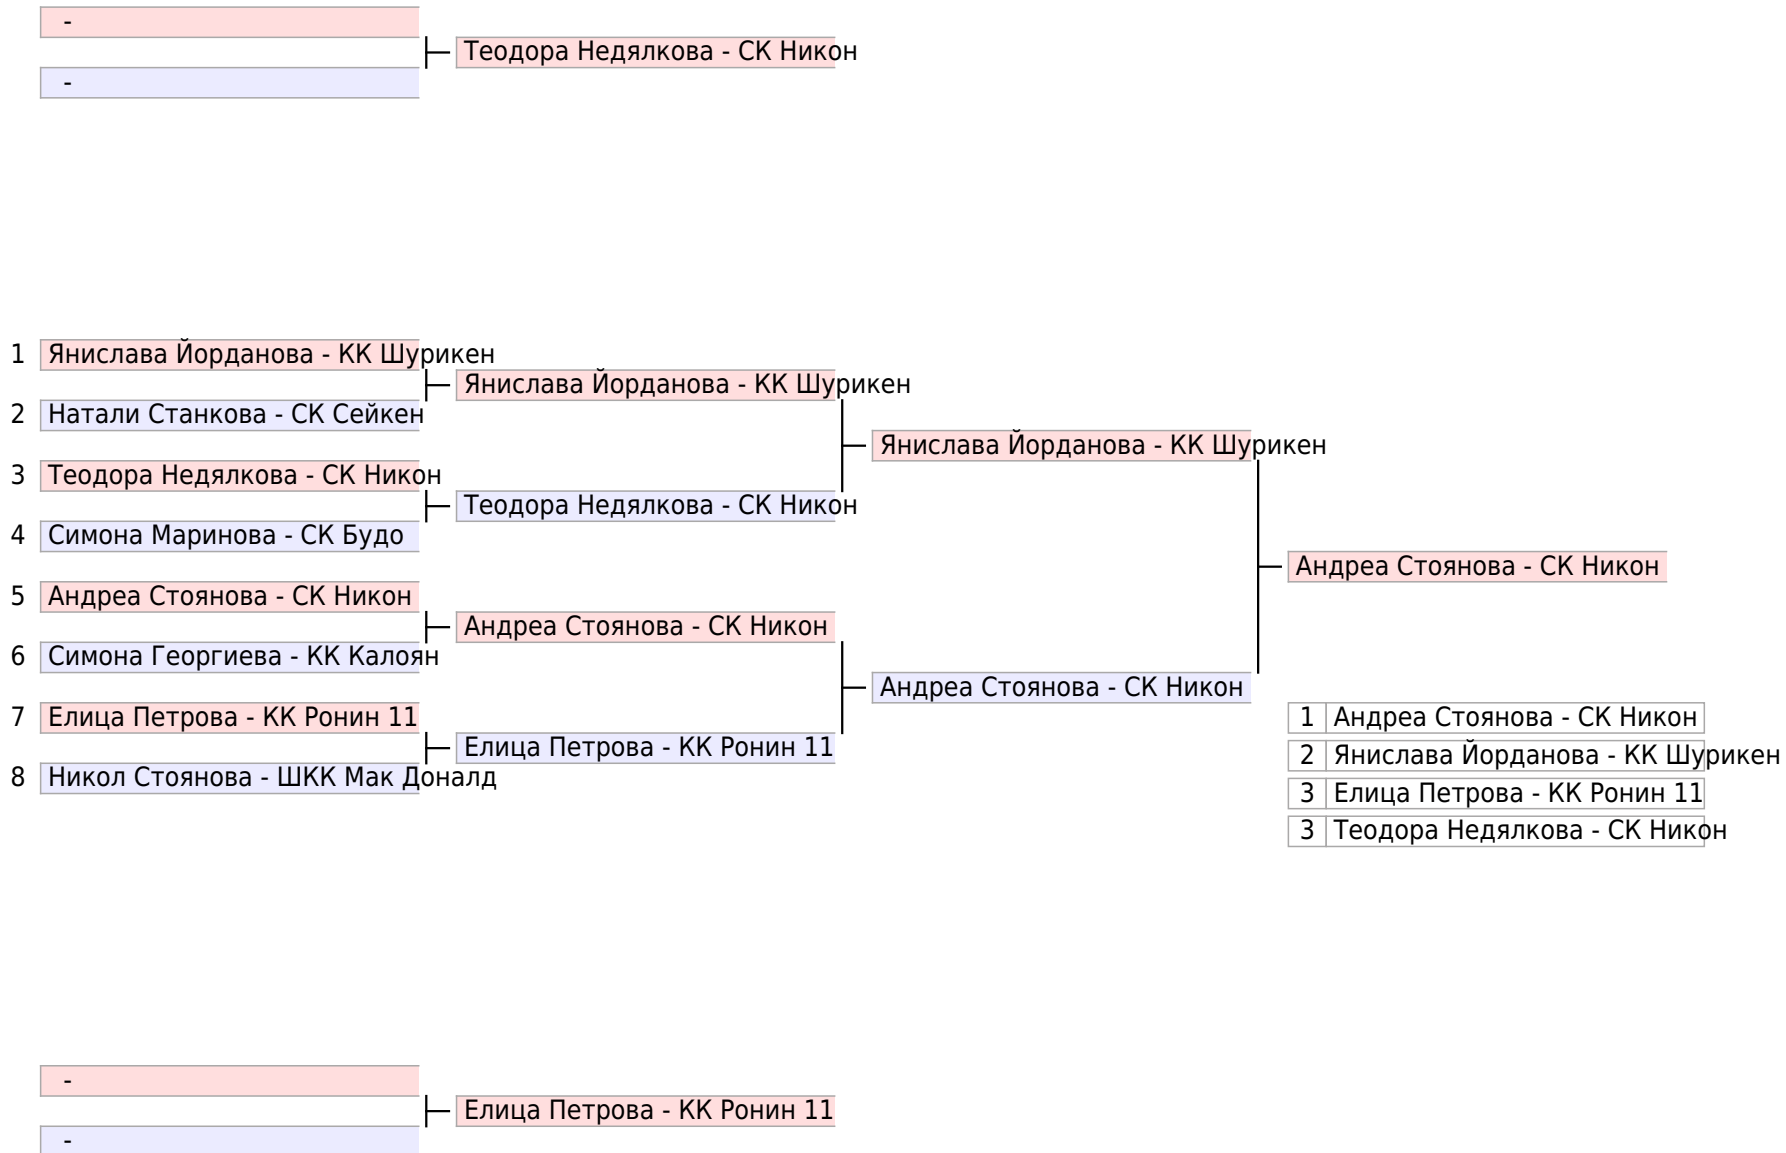 -
Теодора Недялкова - СК Никон
-
1 Янислава Йорданова - КК Шурикен
Янислава Йорданова - КК Шурикен
2 Натали Станкова - СК Сейкен
Янислава Йорданова - КК Шурикен
3 Теодора Недялкова - СК Никон
Теодора Недялкова - СК Никон
4 Симона Маринова - СК Будо
Андреа Стоянова - СК Никон
5 Андреа Стоянова - СК Никон
Андреа Стоянова - СК Никон
6 Симона Георгиева - КК Калоян
Андреа Стоянова - СК Никон
7 Елица Петрова - КК Ронин 11
Елица Петрова - КК Ронин 11
8 Никол Стоянова - ШКК Мак Доналд
1 Андреа Стоянова - СК Никон
2 Янислава Йорданова - КК Шурикен
3 Елица Петрова - КК Ронин 11
3 Теодора Недялкова - СК Никон
-
Елица Петрова - КК Ронин 11
-